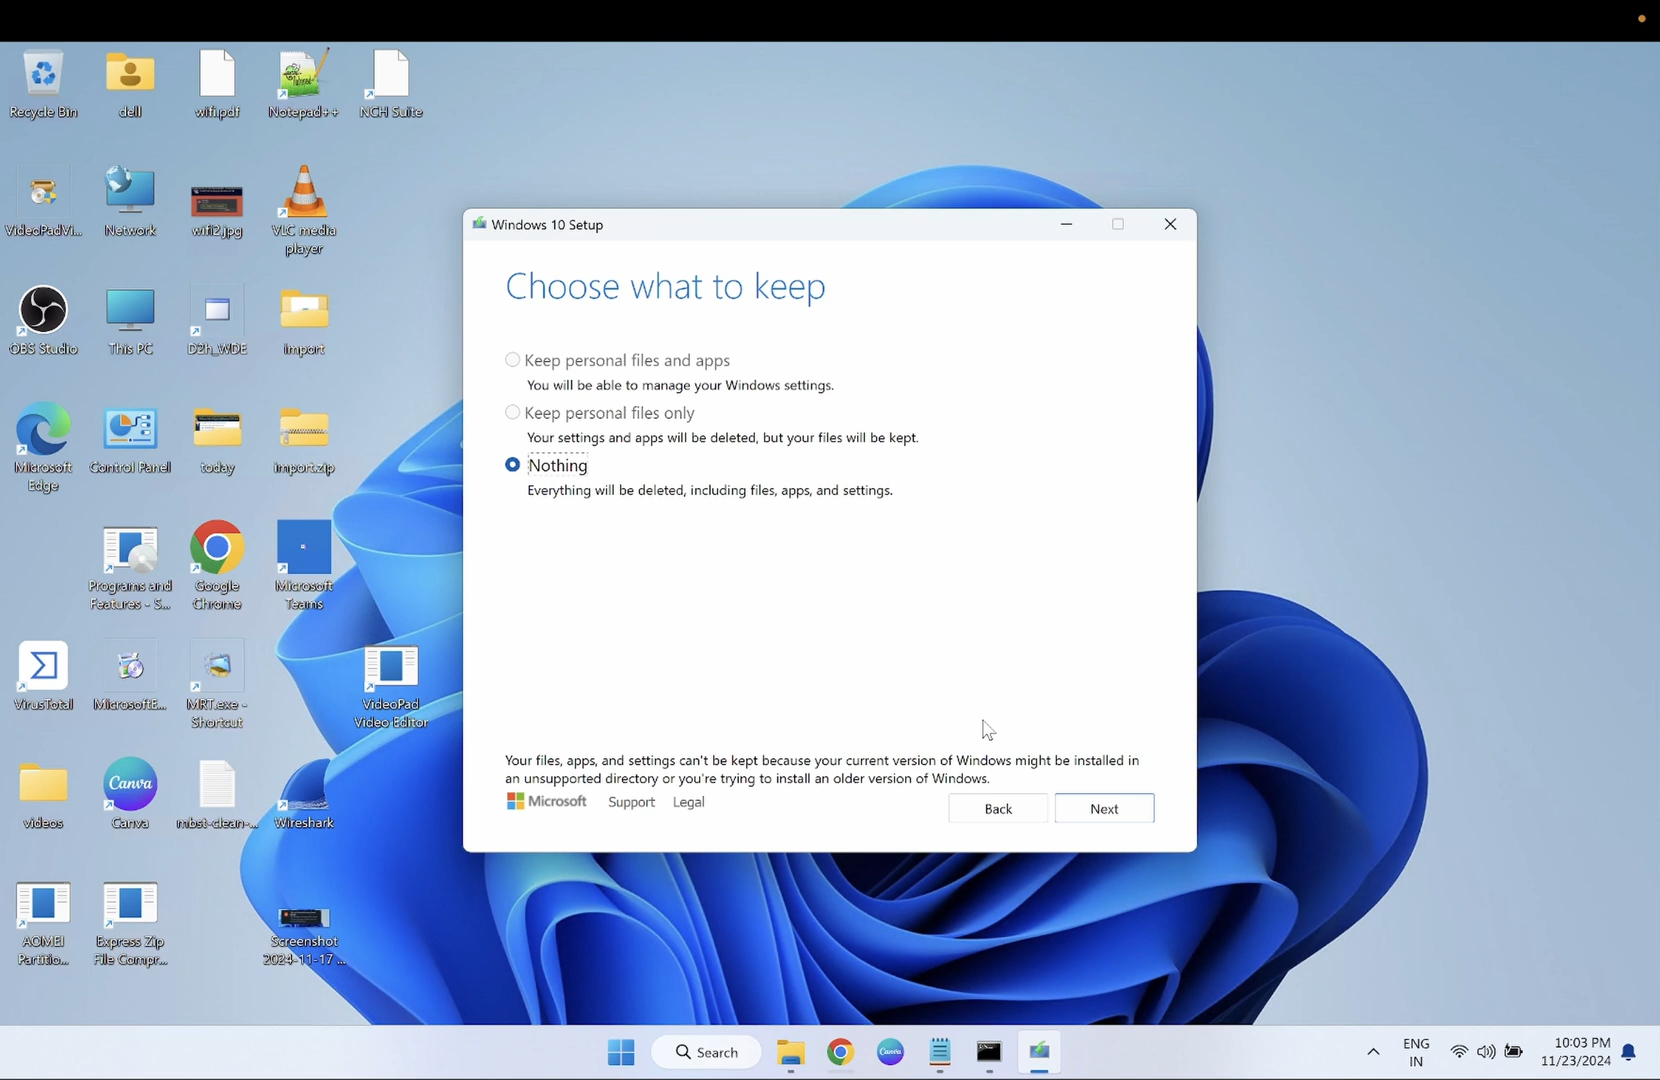 Recycle Bin
dell
wifi.pdf
Notepad++
NCH Suite
VideoPadVi...
Network
wifi2.jpg
VLC media
player
OBS Studio
This PC
D2h_WDE
import
Microsoft
Edge
Control Panel
today
import.zip
Programs and
Features - S...
Google
Chrome
Microsoft
Teams
VirusTotal
MicrosoftE...
MRT.exe -
Shortcut
VideoPad
Video Editor
videos
Canva
Canva
mbst-clean-...
Wireshark
AOMEI
Partitio...
Express Zip
File Compr...
Screenshot
2024-11-17 ...
Windows 10 Setup
Choose what to keep
Keep personal files and apps
You will be able to manage your Windows settings.
Keep personal files only
Your settings and apps will be deleted, but your files will be kept.
Nothing
Everything will be deleted, including files, apps, and settings.
Your files, apps, and settings can't be kept because your current version of Windows might be installed in
an unsupported directory or you're trying to install an older version of Windows.
Microsoft Support Legal
Back Next
Search
Canva
ENG
IN
10:03 PM
11/23/2024